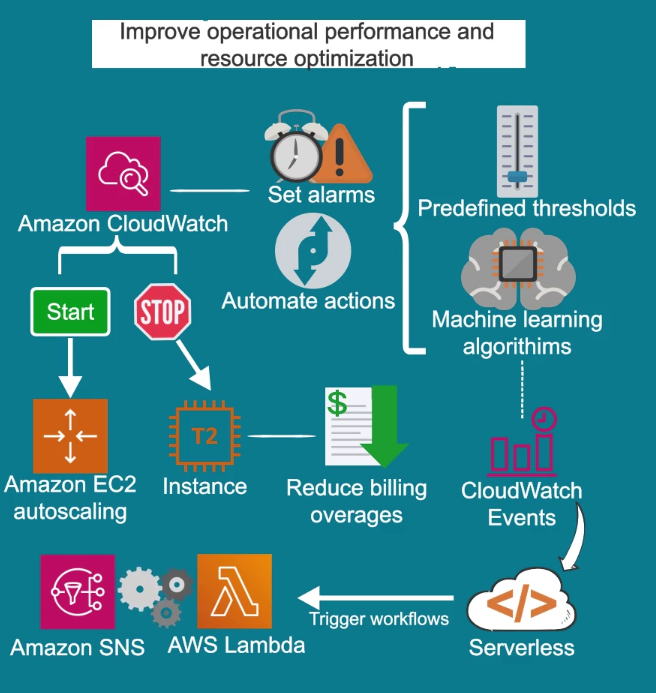 Improve operational performance and
resource optimization
Set alarms
Amazon CloudWatch
Predefined thresholds
Automate actions
Start
STOP
Machine learning
algorithims
$
T2
Amazon EC2
autoscaling
Instance
Reduce billing
overages
CloudWatch
Events
</>
Trigger workflows
Amazon SNS
AWS Lambda
Serverless